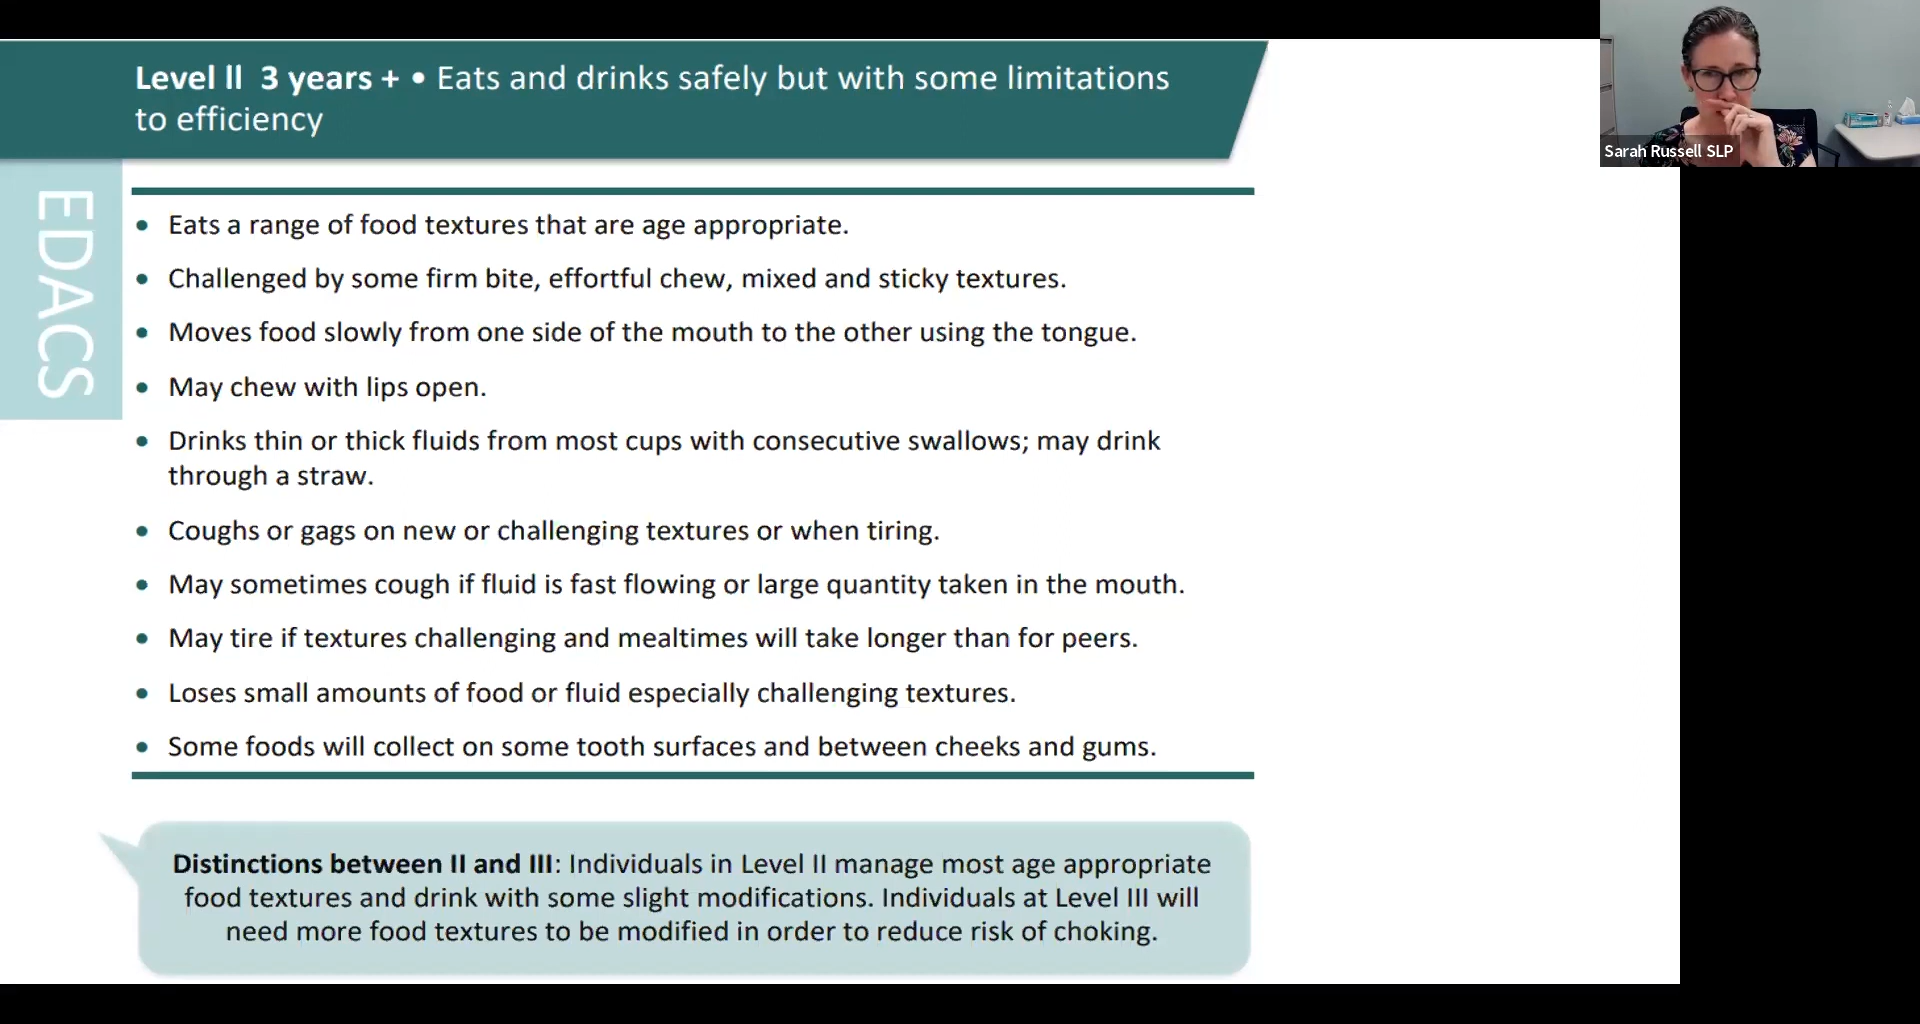 Level ll 3 years + • Eats and drinks safely but with some limitations
to efficiency
Sarah Russell SLP
EDACS
• Eats a range of food textures that are age appropriate.
• Challenged by some firm bite, effortful chew, mixed and sticky textures.
• Moves food slowly from one side of the mouth to the other using the tongue.
• May chew with lips open.
• Drinks thin or thick fluids from most cups with consecutive swallows; may drink
through a straw.
• Coughs or gags on new or challenging textures or when tiring.
• May sometimes cough if fluid is fast flowing or large quantity taken in the mouth.
• May tire if textures challenging and mealtimes will take longer than for peers.
• Loses small amounts of food or fluid especially challenging textures.
• Some foods will collect on some tooth surfaces and between cheeks and gums.
Distinctions between II and III: Individuals in Level II manage most age appropriate
food textures and drink with some slight modifications. Individuals at Level III will
need more food textures to be modified in order to reduce risk of choking.